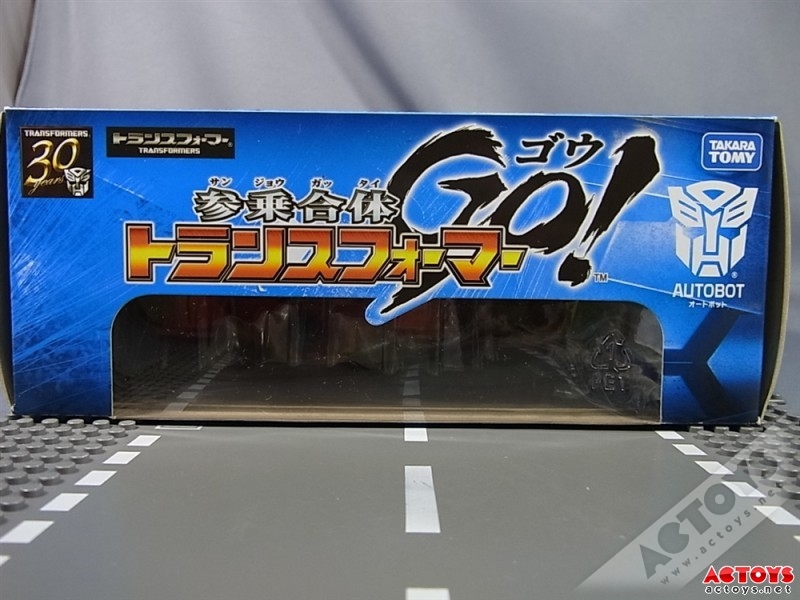 TRANSFORMERS
30
years
トランスフォーマー®
TRANSFORMERS
サン ジョウ ガッ タイ
参乗合体
ゴウ
GO!
トランスフォーマー
TM
TAKARA
TOMY
®
AUTOBOT
オートボット
ACTOYS
www.actoys.net
ACTOYS
actoys.net